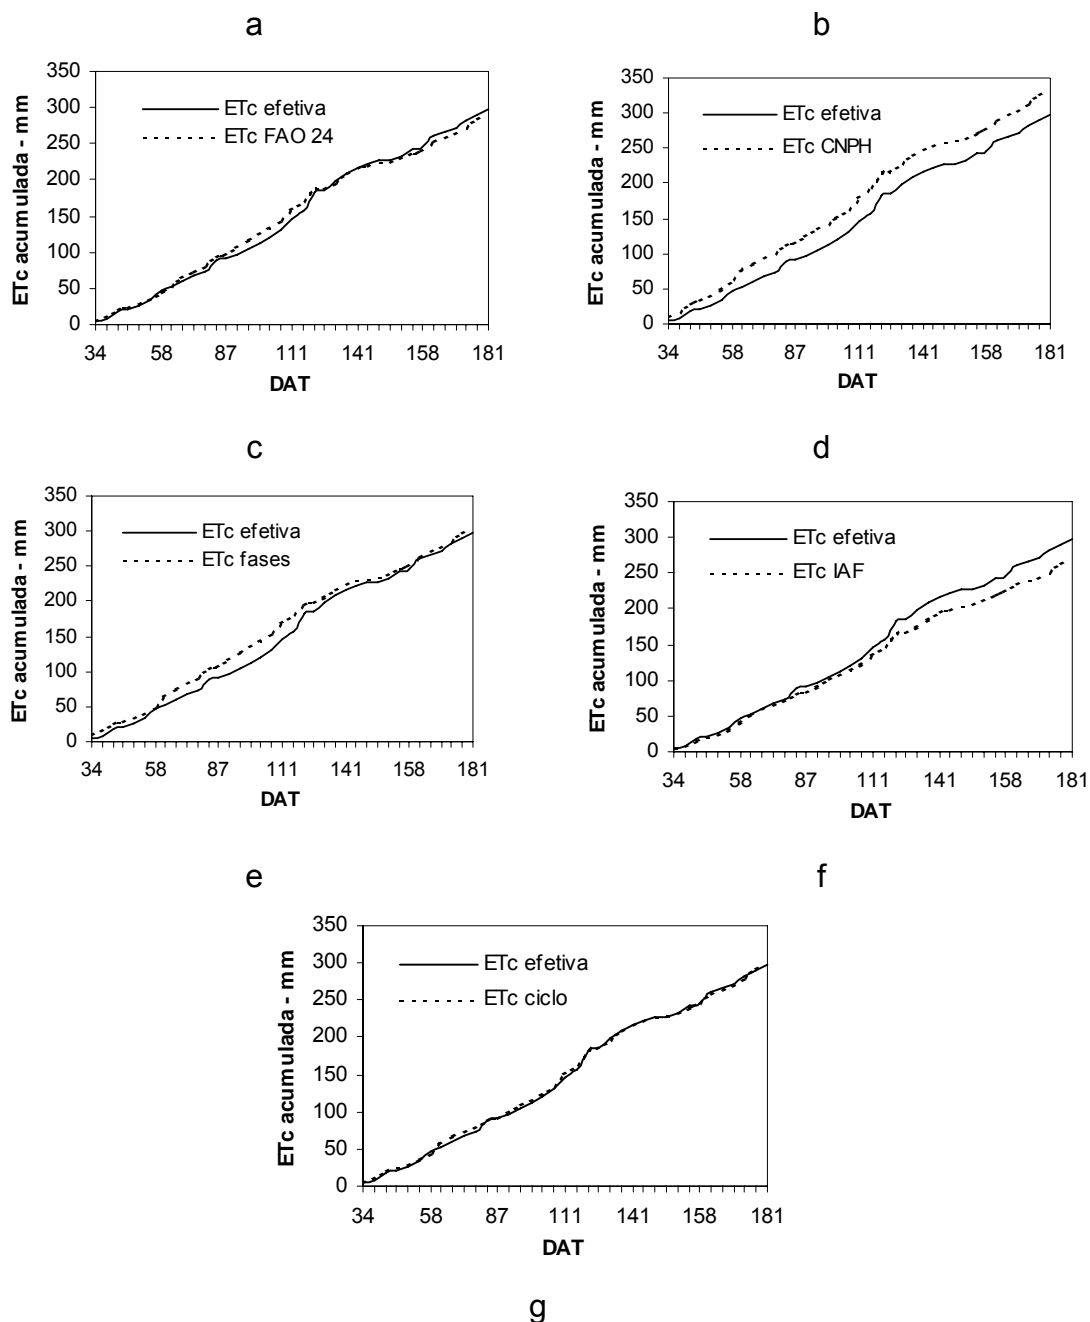 a
b
350
300
250
200
150
100
50
0
ETc acumulada - mm
ETc efetiva
ETc FAO 24
34 58 87 111 141 158 181
DAT
350
300
250
200
150
100
50
0
ETc acumulada - mm
ETc efetiva
ETc CNPH
34 58 87 111 141 158 181
DAT
c
d
350
300
250
200
150
100
50
0
ETc acumulada - mm
ETc efetiva
ETc fases
34 58 87 111 141 158 181
DAT
350
300
250
200
150
100
50
0
ETc acumulada - mm
ETc efetiva
ETc IAF
34 58 87 111 141 158 181
DAT
e
f
350
300
250
200
150
100
50
0
ETc acumulada - mm
ETc efetiva
ETc ciclo
34 58 87 111 141 158 181
DAT
g